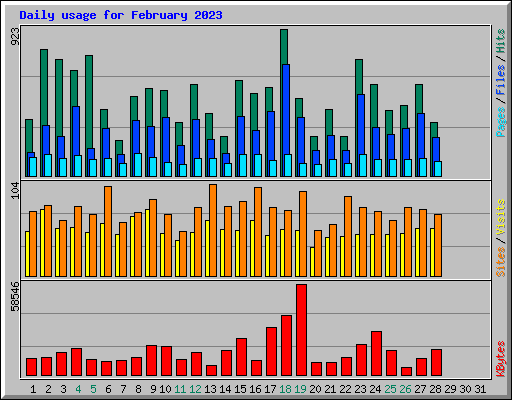 Daily usage for February 2023
923
Pages / Files / Hits
104
Sites / Visits
58546
KBytes
1 2 3 4 5 6 7 8 9 10 11 12 13 14 15 16 17 18 19 20 21 22 23 24 25 26 27 28 29 30 31